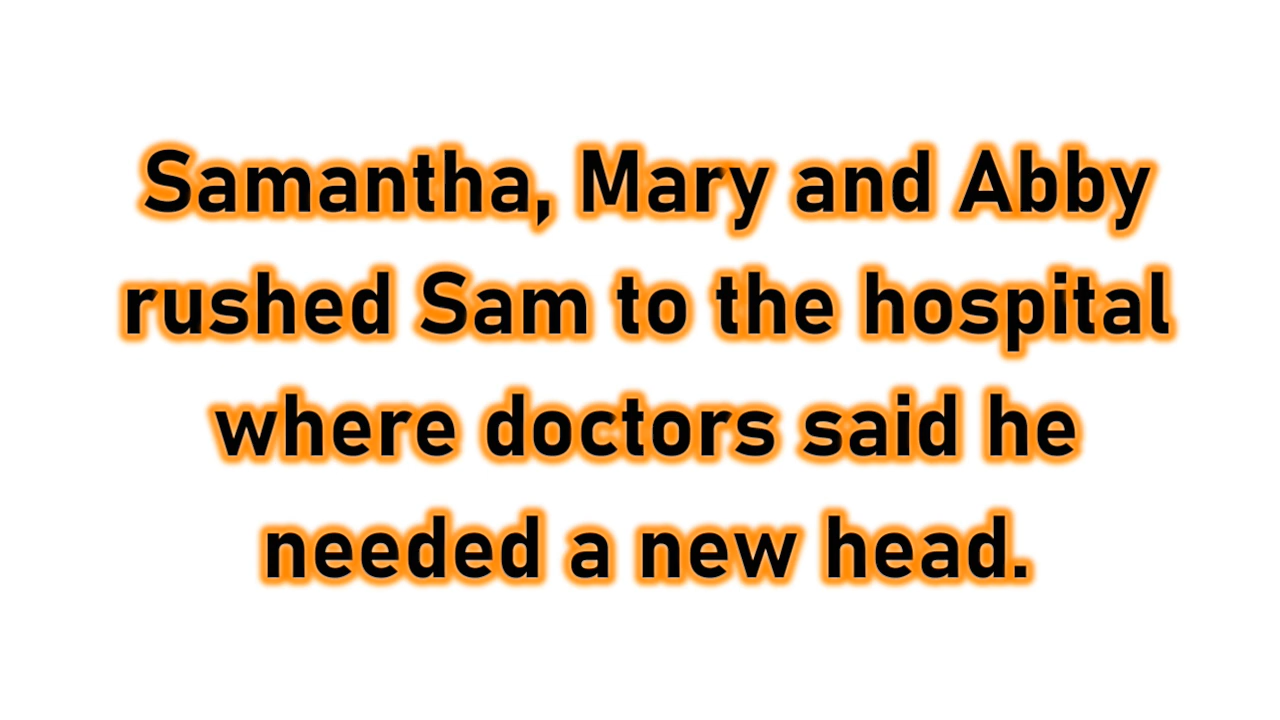 Samantha, Mary and Abby
rushed Sam to the hospital
where doctors said he
needed a new head.